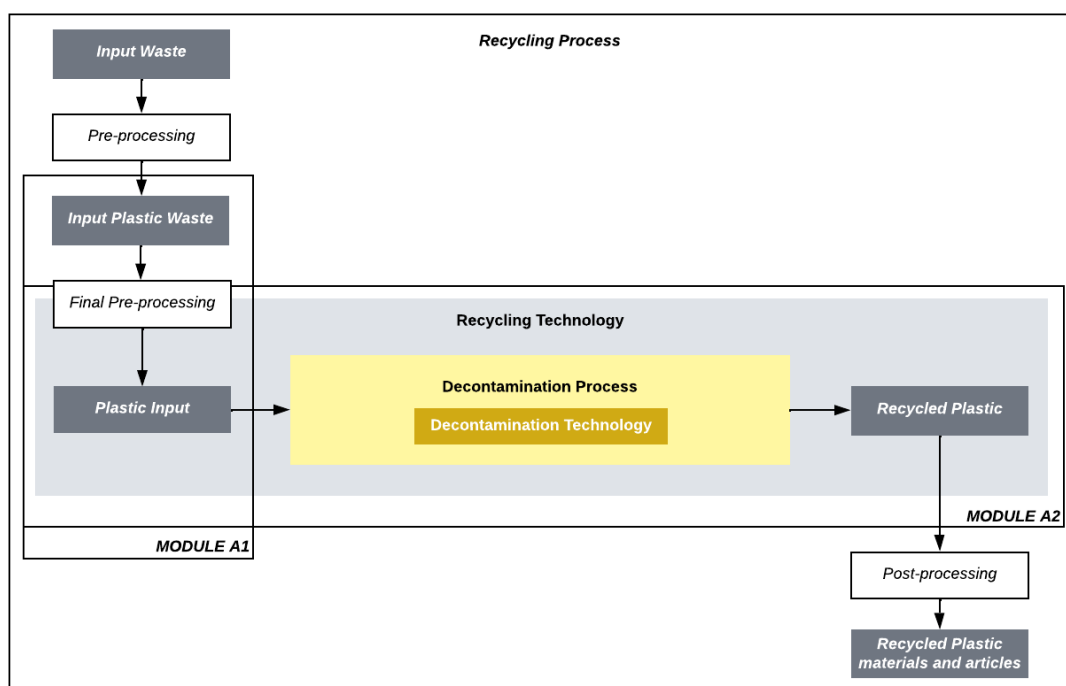 Recycling Process
Input Waste
Pre-processing
Input Plastic Waste
Final Pre-processing
Recycling Technology
Plastic Input
Decontamination Process
Decontamination Technology
Recycled Plastic
MODULE A2
MODULE A1
Post-processing
Recycled Plastic
materials and articles